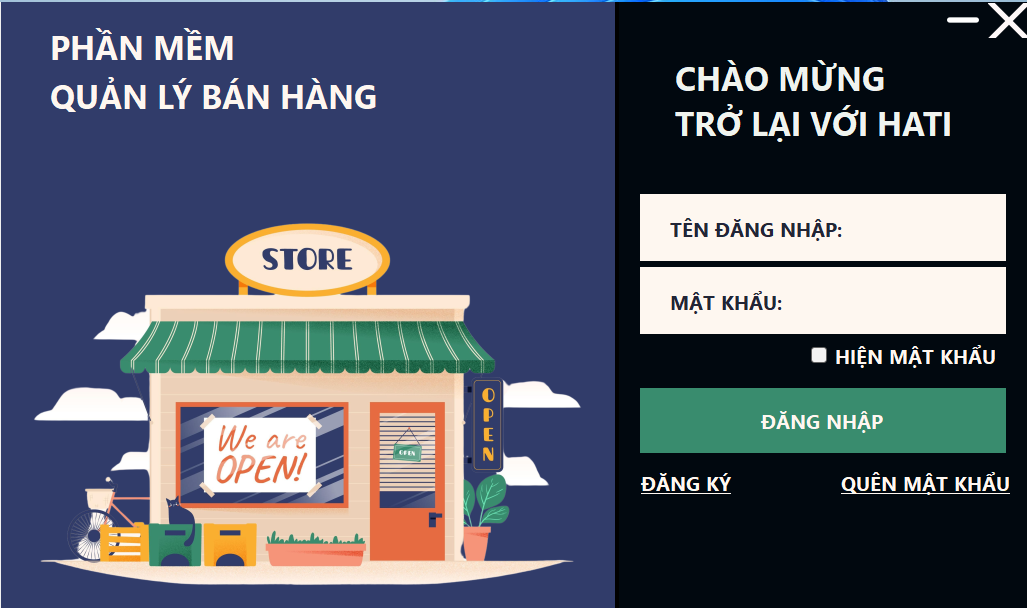 PHẦN MỀM
QUẢN LÝ BÁN HÀNG
STORE
OPEN
We are
OPEN!
OPEN
CHÀO MỪNG
TRỞ LẠI VỚI HATI
TÊN ĐĂNG NHẬP:
MẬT KHẨU:
HIỆN MẬT KHẨU
ĐĂNG NHẬP
ĐĂNG KÝ
QUÊN MẬT KHẨU